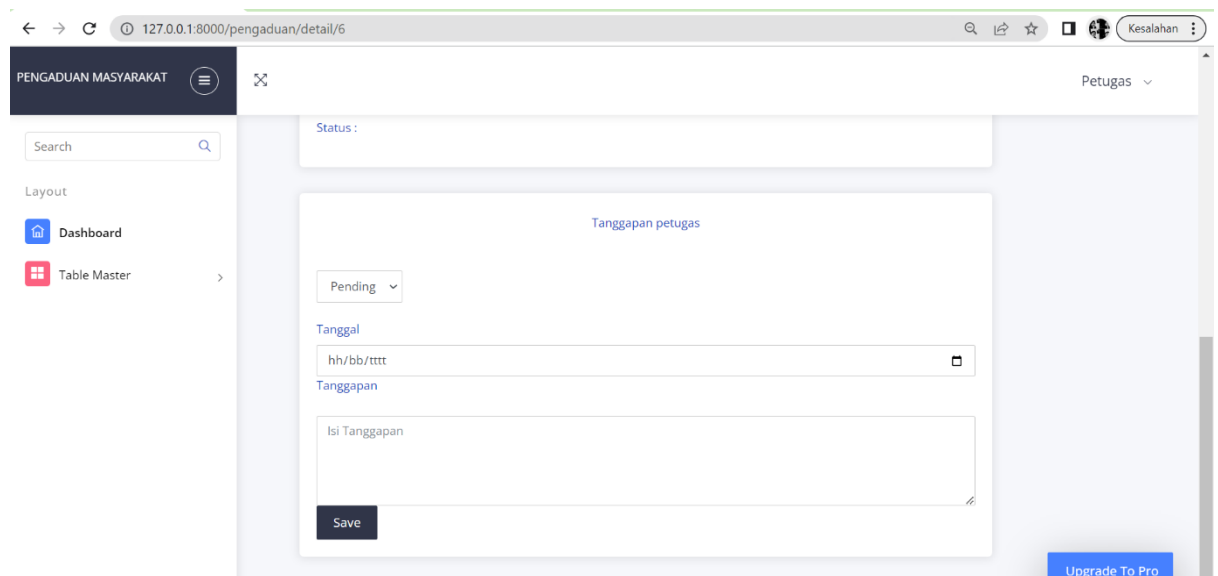 127.0.0.1:8000/pengaduan/detail/6
Kesalahan
PENGADUAN MASYARAKAT
Petugas
Search
Layout
Dashboard
Table Master
Status :
Tanggapan petugas
Pending
Tanggal
hh/bb/tttt
Tanggapan
Isi Tanggapan
Save
Upgrade To Pro